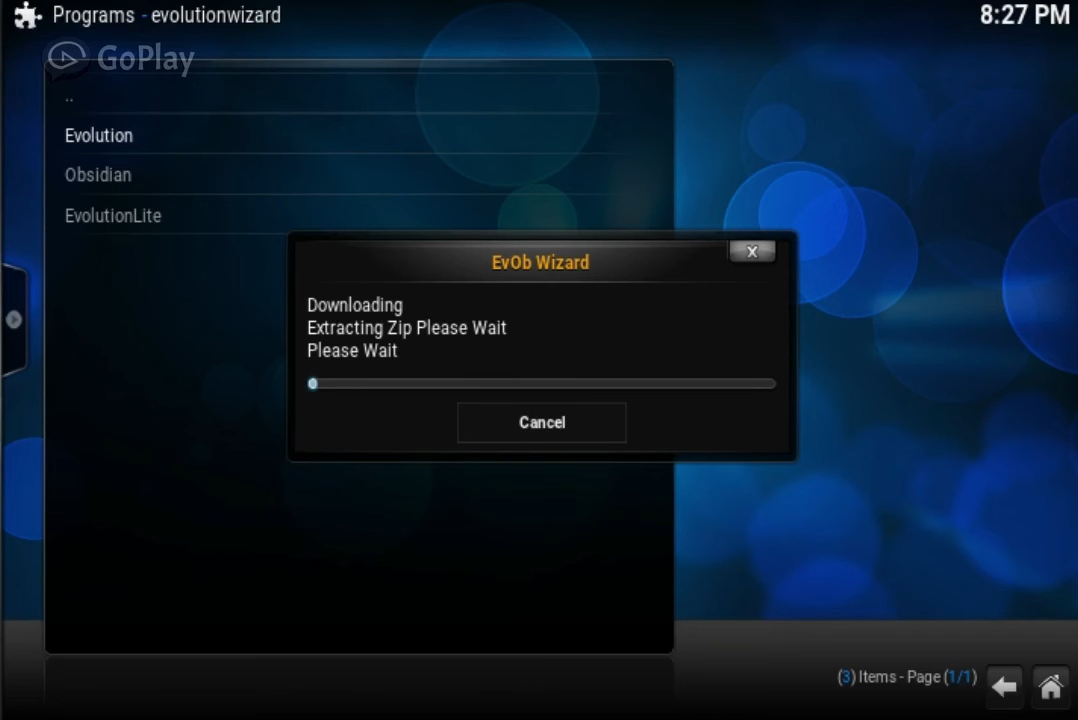 Programs - evolutionwizard
8:27 PM
GoPlay
..
Evolution
Obsidian
EvolutionLite
EvOb Wizard
X
Downloading
Extracting Zip Please Wait
Please Wait
Cancel
(3) Items - Page (1/1)